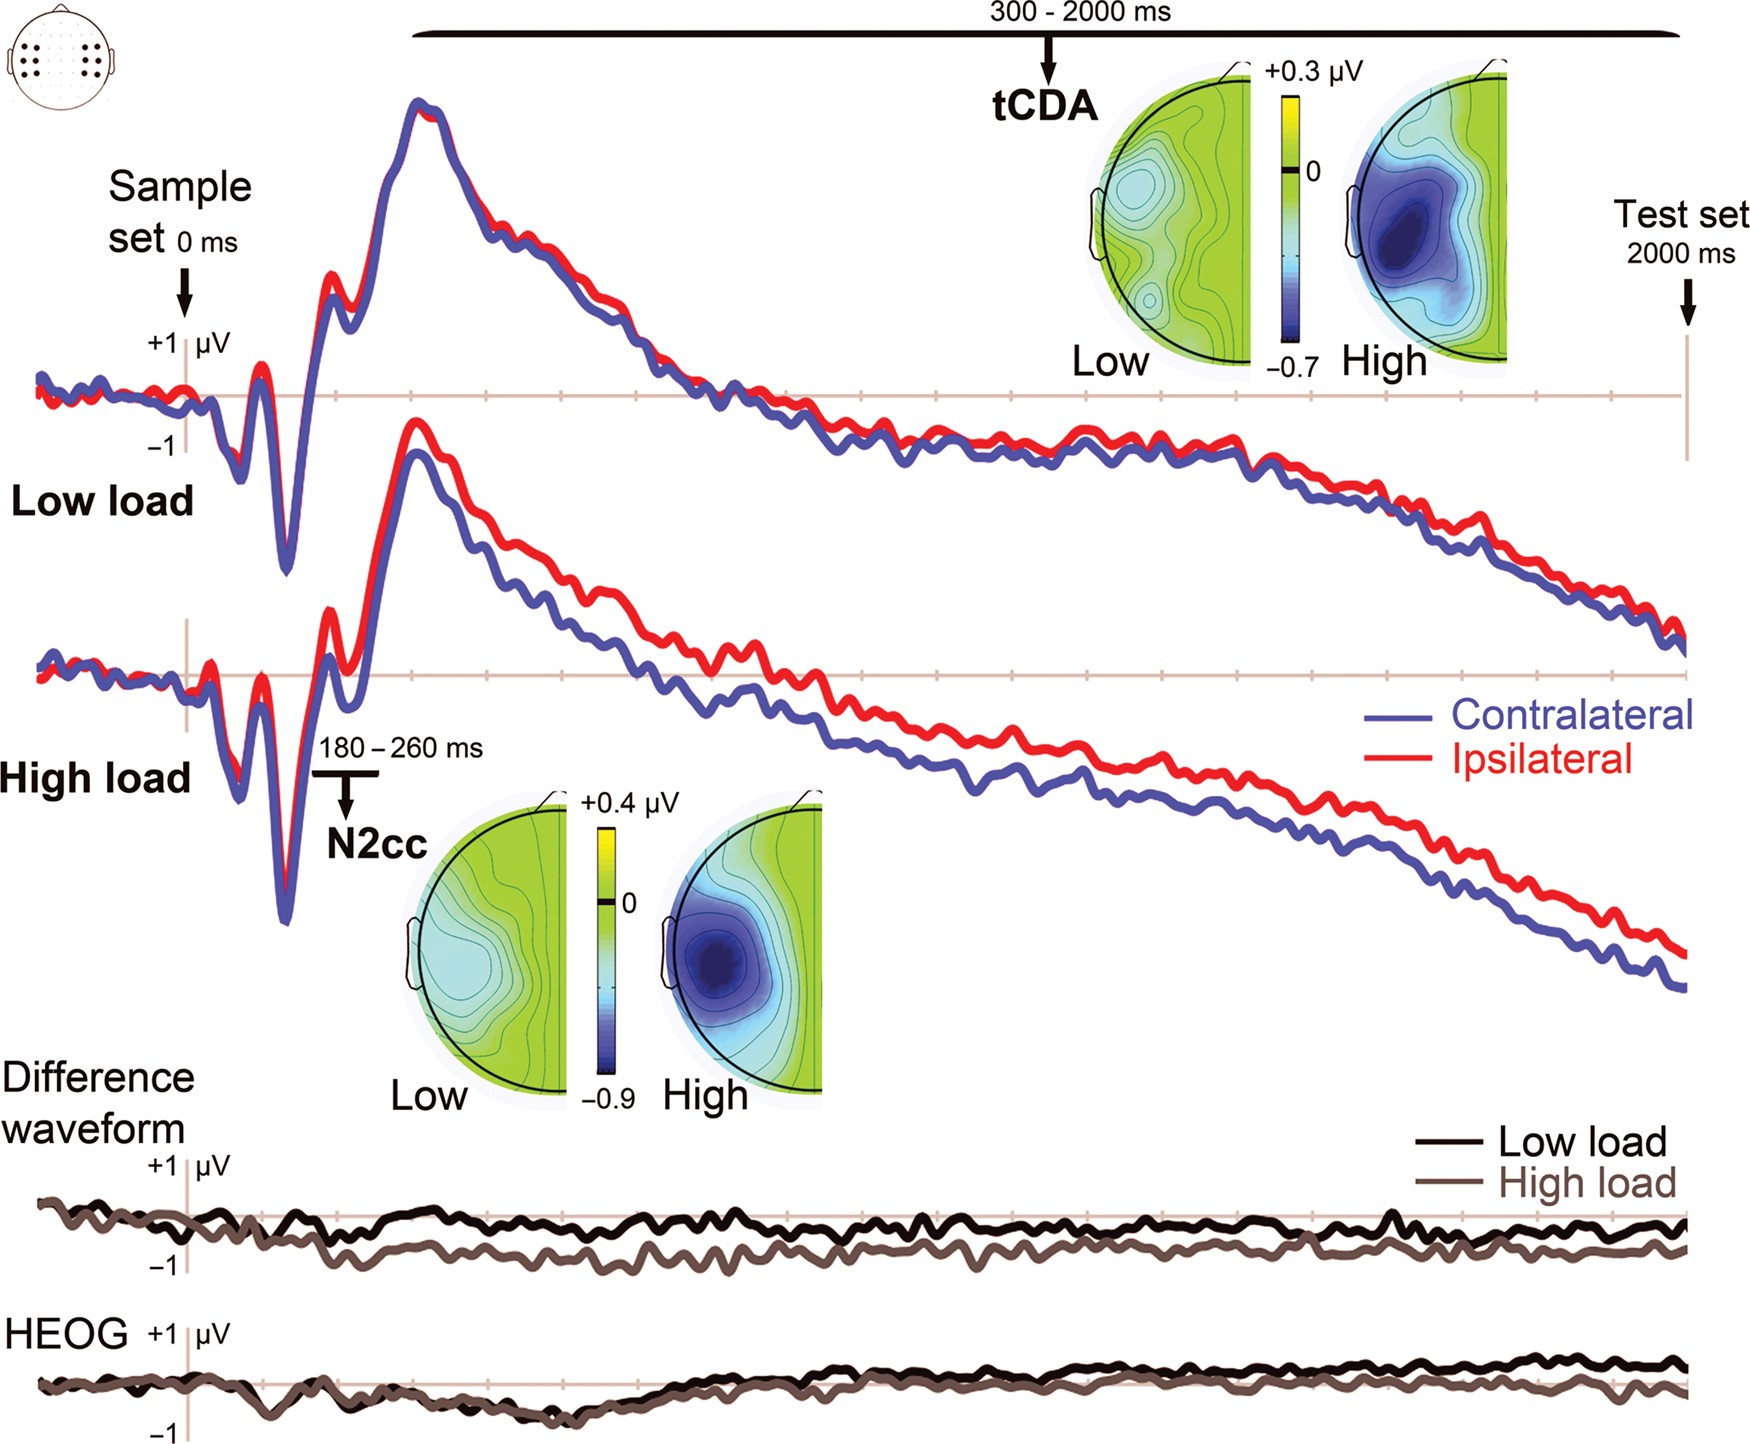 300 - 2000 ms
tCDA
+0.3 µV
0
−0.7
Low
High
Sample
set 0 ms
Test set
2000 ms
+1 µV
−1
Low load
Contralateral
Ipsilateral
High load
180 – 260 ms
N2cc
+0.4 µV
0
−0.9
Low
High
Difference
waveform
+1 µV
−1
Low load
High load
HEOG
+1 µV
−1